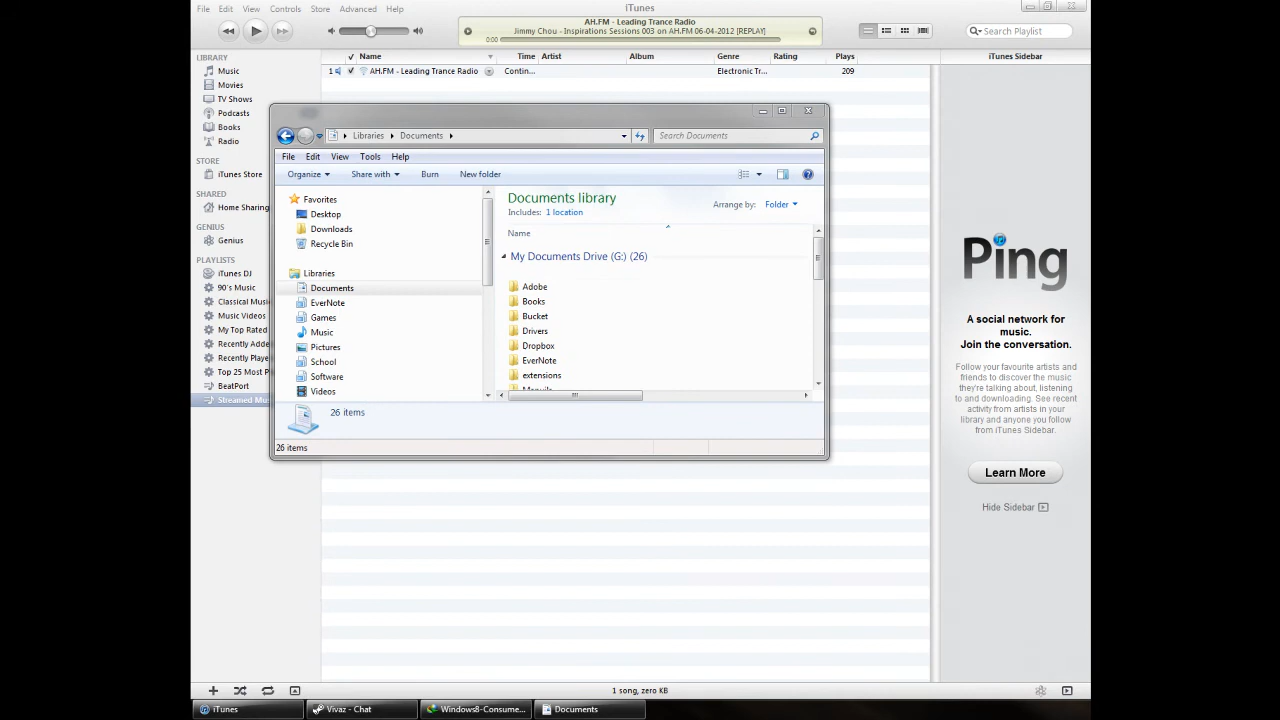 File Edit View Controls Store Advanced Help
iTunes
AH.FM - Leading Trance Radio
Jimmy Chou - Inspirations Sessions 003 on AH.FM 06-04-2012 [REPLAY]
0:00
Search Playlist
Name Time Artist Album Genre Rating Plays
iTunes Sidebar
1 AH.FM - Leading Trance Radio Contin... Electronic Tr... 209
LIBRARY
Music
Movies
TV Shows
Podcasts
Books
Radio
STORE
iTunes Store
SHARED
Home Sharing
GENIUS
Genius
PLAYLISTS
iTunes DJ
90's Music
Classical Music
Music Videos
My Top Rated
Recently Added
Recently Playe
Top 25 Most P
BeatPort
Streamed Mus
Libraries Documents
Search Documents
File Edit View Tools Help
Organize Share with Burn New folder
Favorites
Desktop
Downloads
Recycle Bin
Libraries
Documents
EverNote
Games
Music
Pictures
School
Software
Videos
Documents library
Includes: 1 location
Arrange by: Folder
Name
My Documents Drive (G:) (26)
Adobe
Books
Bucket
Drivers
Dropbox
EverNote
extensions
26 items
26 items
Ping
A social network for
music.
Join the conversation.
Follow your favourite artists and
friends to discover the music
they're talking about, listening
to and downloading. See recent
activity from artists in your
library and anyone you follow
from iTunes Sidebar.
Learn More
Hide Sidebar
1 song, zero KB
iTunes
Vivaz - Chat
Windows8-Consume...
Documents